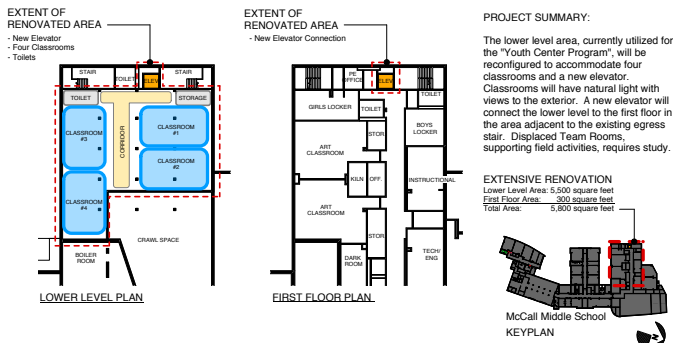 EXTENT OF
RENOVATED AREA
- New Elevator
- Four Classrooms
- Toilets
STAIR
TOILET
ELEV
STAIR
TOILET
STORAGE
CORRIDOR
CLASSROOM
#1
CLASSROOM
#3
CLASSROOM
#2
CLASSROOM
#4
CRAWL SPACE
BOILER
ROOM
LOWER LEVEL PLAN
EXTENT OF
RENOVATED AREA
- New Elevator Connection
PE
OFFICE
ELEV
TOILET
GIRLS LOCKER
TOILET
BOYS
LOCKER
STOR
ART
CLASSROOM
KILN
OFF.
INSTRUCTIONAL
ART
CLASSROOM
STOR
DARK
ROOM
TECH/
ENG
FIRST FLOOR PLAN
PROJECT SUMMARY:
The lower level area, currently utilized for
the "Youth Center Program", will be
reconfigured to accommodate four
classrooms and a new elevator.
Classrooms will have natural light with
views to the exterior. A new elevator will
connect the lower level to the first floor in
the area adjacent to the existing egress
stair. Displaced Team Rooms,
supporting field activities, requires study.
EXTENSIVE RENOVATION
Lower Level Area: 5,500 square feet
First Floor Area: 300 square feet
Total Area: 5,800 square feet
McCall Middle School
KEYPLAN
N